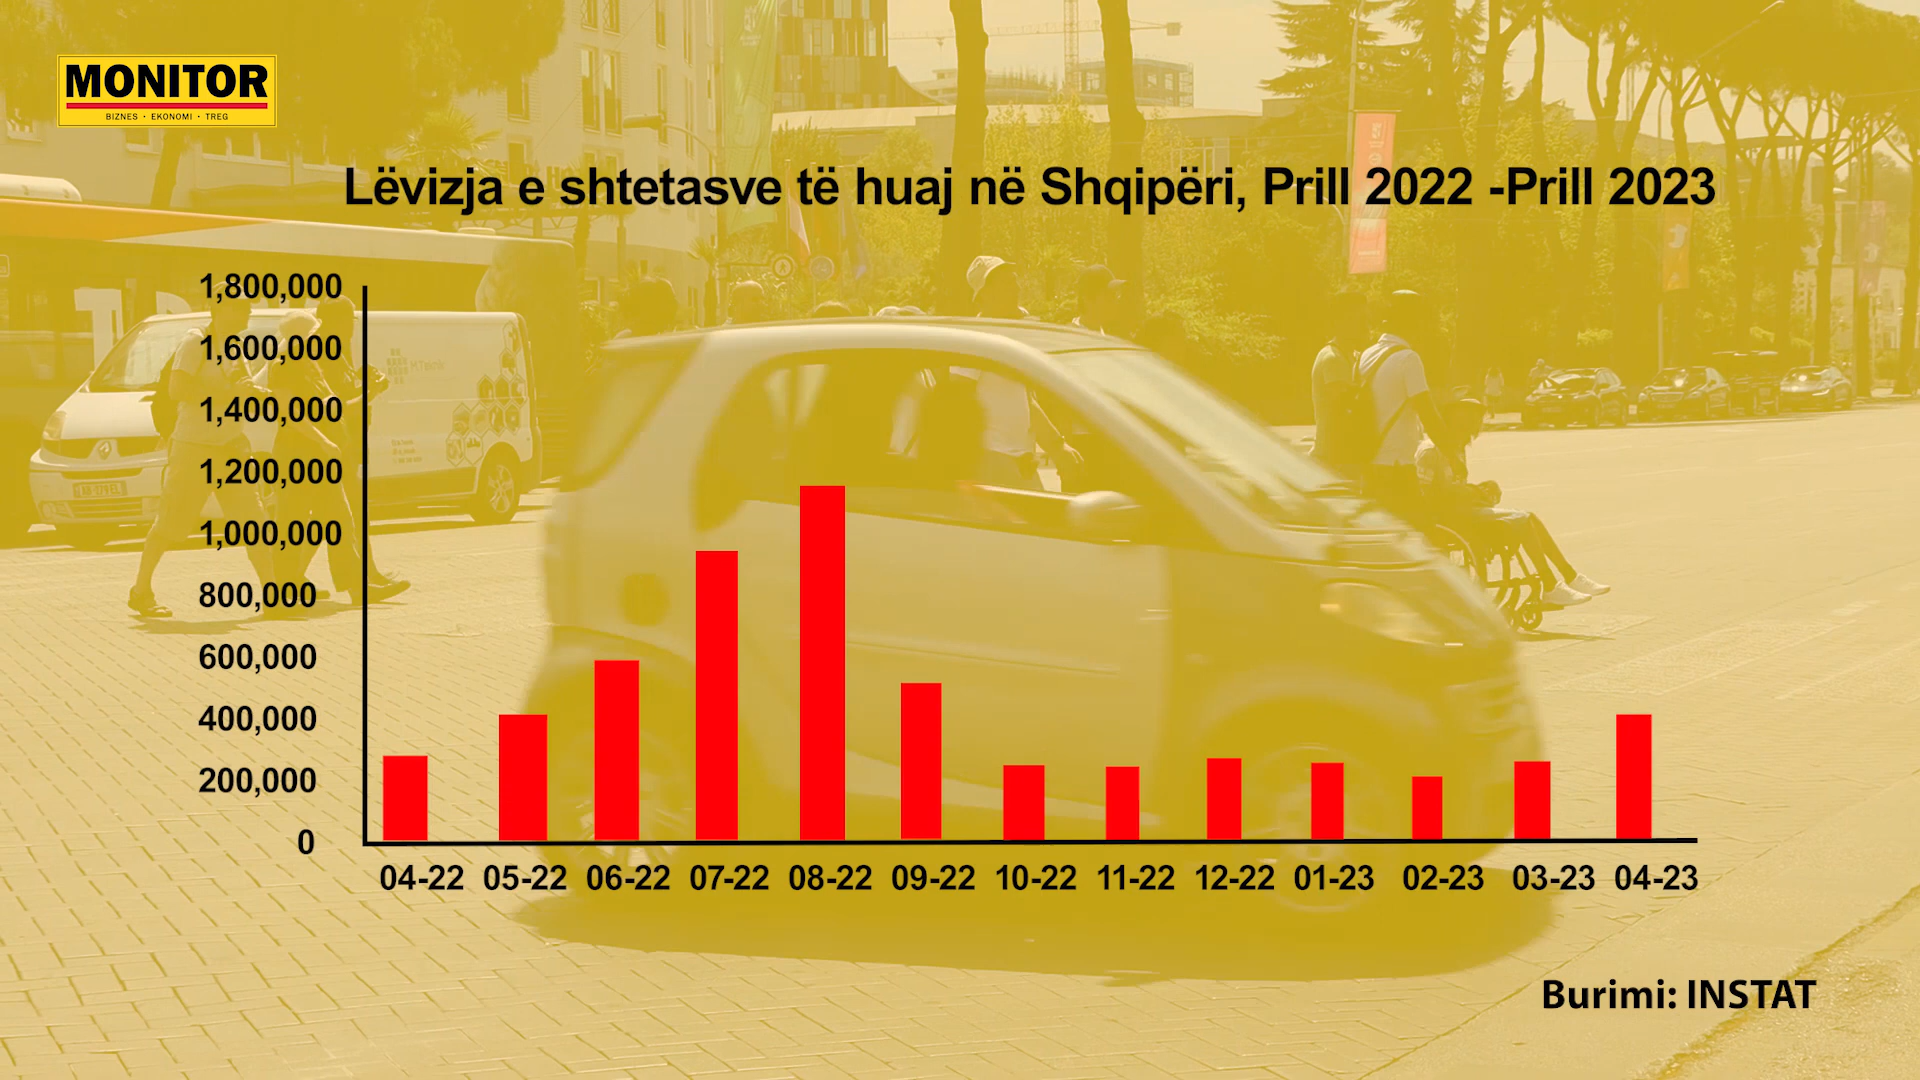 MONITOR
BIZNES • EKONOMI • TREG
Lëvizja e shtetasve të huaj në Shqipëri, Prill 2022 -Prill 2023
1,800,000
1,600,000
1,400,000
1,200,000
1,000,000
800,000
600,000
400,000
200,000
0
04-22 05-22 06-22 07-22 08-22 09-22 10-22 11-22 12-22 01-23 02-23 03-23 04-23
Burimi: INSTAT